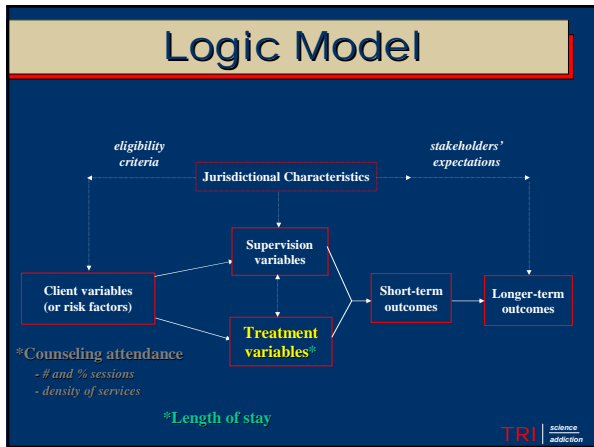 Logic Model
eligibility
criteria
stakeholders'
expectations
Jurisdictional Characteristics
Supervision
variables
Client variables
(or risk factors)
Short-term
outcomes
Longer-term
outcomes
Treatment
variables*
*Counseling attendance
- # and % sessions
- density of services
*Length of stay
TRI science
addiction